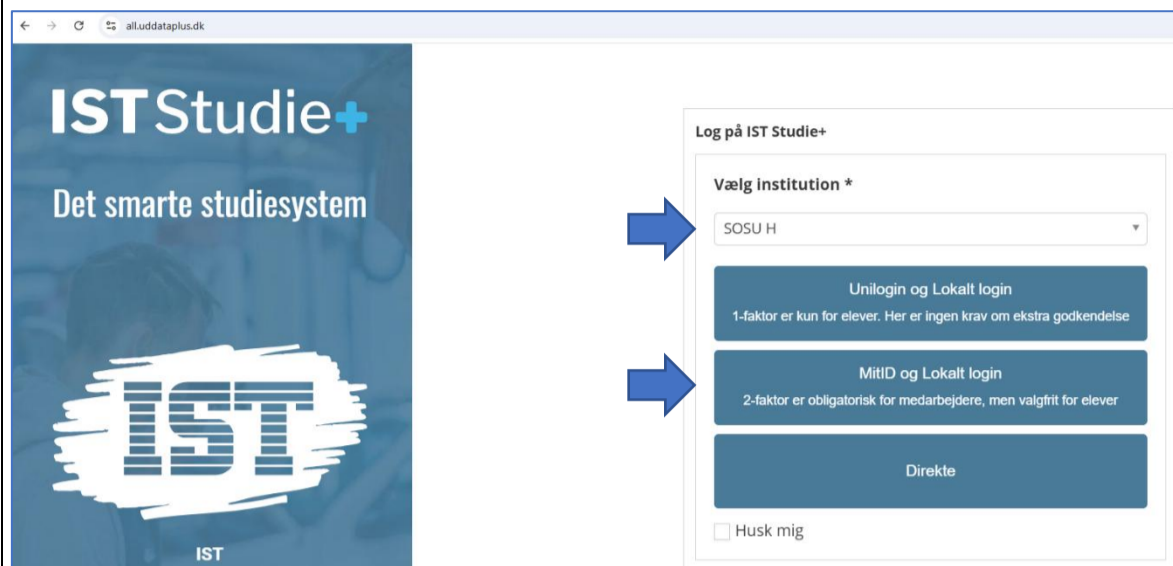 all.uddataplus.dk
IST Studie+
Det smarte studiesystem
IST
IST
Log på IST Studie+
Vælg institution *
SOSU H
Unilogin og Lokalt login
1-faktor er kun for elever. Her er ingen krav om ekstra godkendelse
MitID og Lokalt login
2-faktor er obligatorisk for medarbejdere, men valgfrit for elever
Direkte
Husk mig